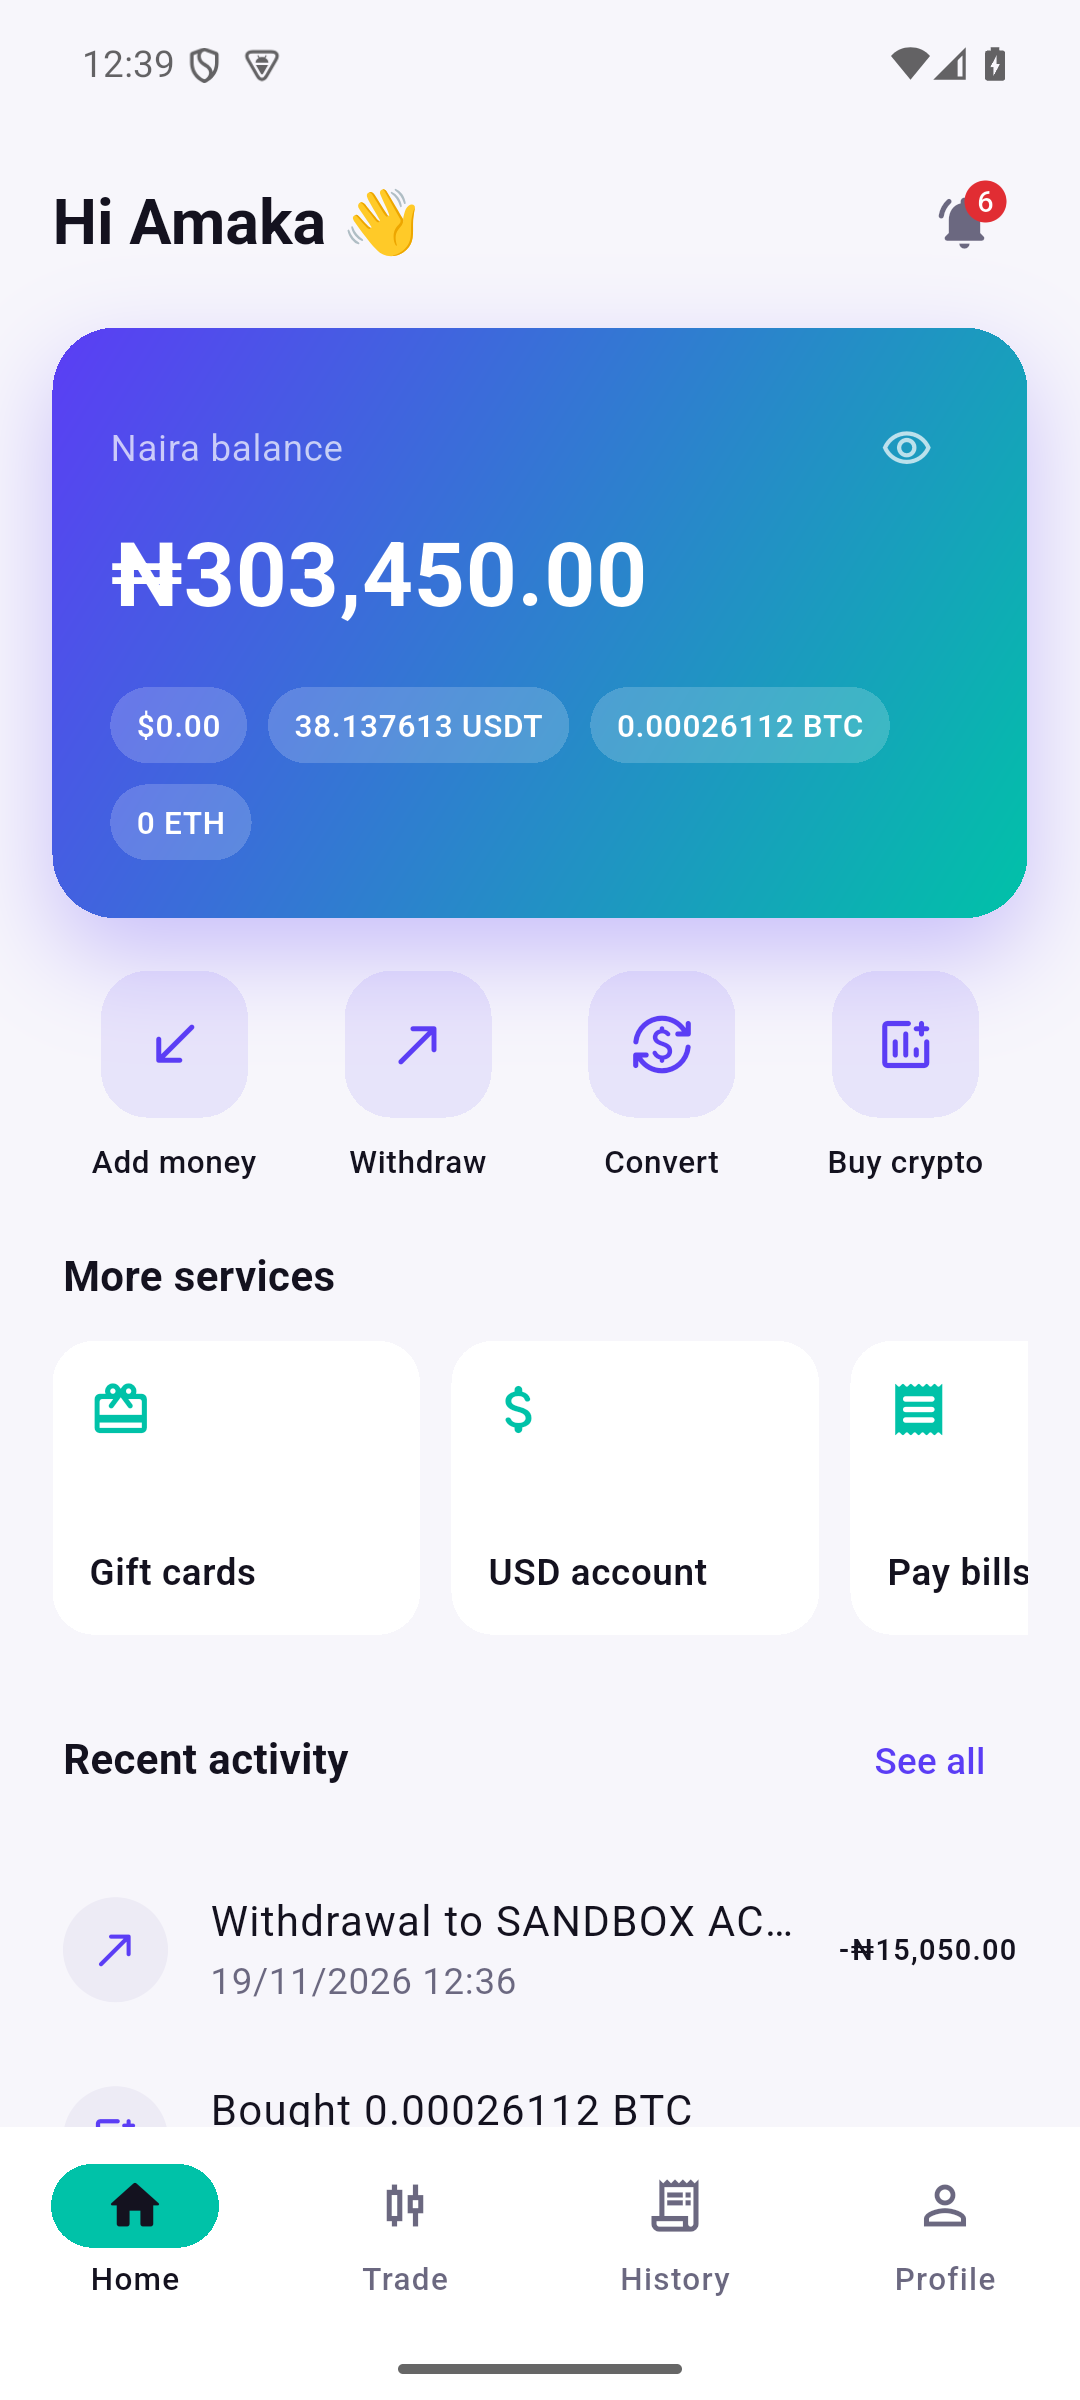 12:39
Hi Amaka 👋
6
Naira balance
₦303,450.00
$0.00
38.137613 USDT
0.00026112 BTC
0 ETH
Add money
Withdraw
Convert
Buy crypto
More services
Gift cards
USD account
Pay bills
Recent activity
See all
Withdrawal to SANDBOX AC…
-₦15,050.00
19/11/2026 12:36
Bought 0.00026112 BTC
Home
Trade
History
Profile